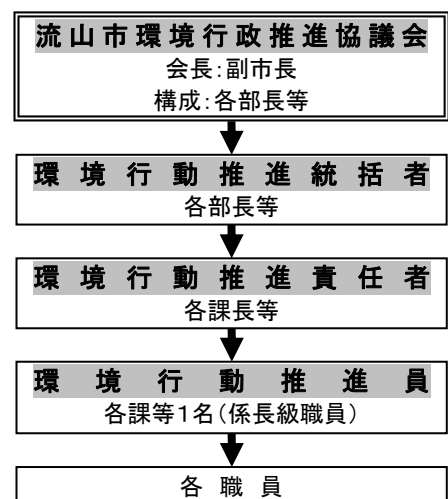 流山市環境行政推進協議会
会長:副市長
構成:各部長等
環境行動推進統括者
各部長等
環境行動推進責任者
各課長等
環境行動推進員
各課等1名(係長級職員)
各職員